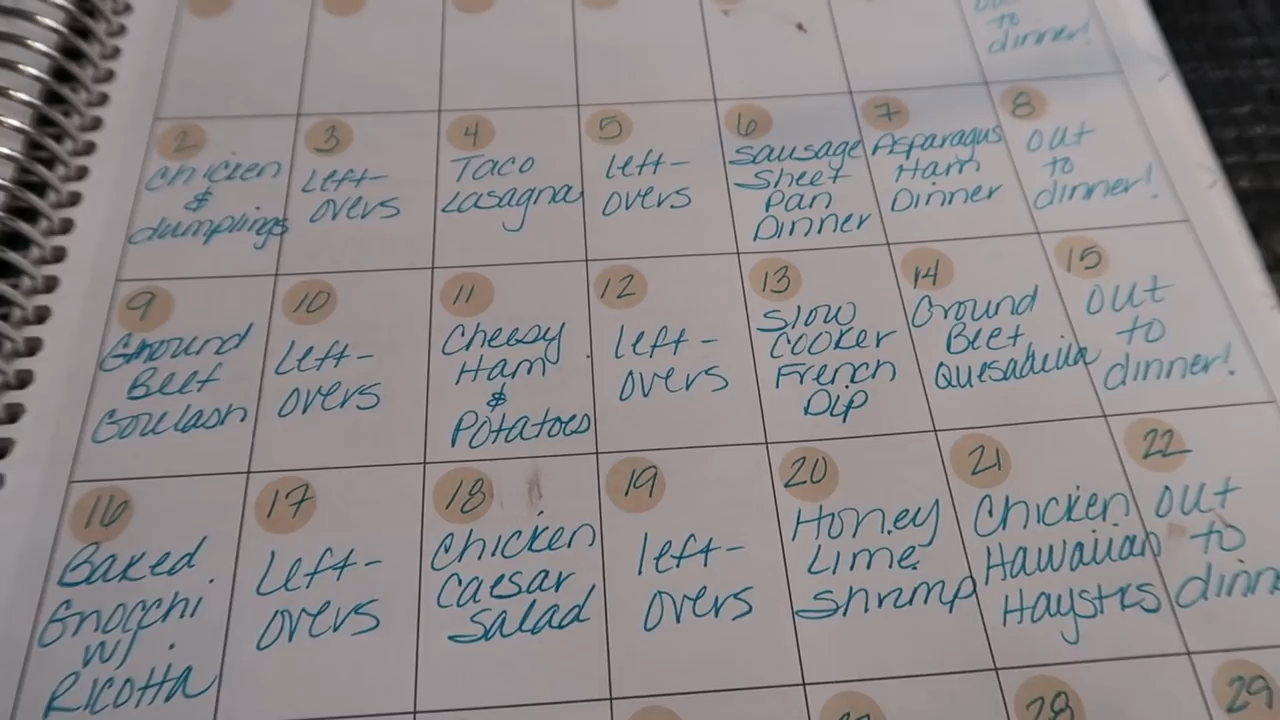 out
to
dinner!
2
Chicken
&
dumplings
3
Left-
overs
4
Taco
Lasagna
5
left-
overs
6
Sausage
Sheet
Pan
Dinner
7
Asparagus
Ham
Dinner
8
out
to
dinner!
9
Ground
Beef
Goulash
10
Left-
overs
11
Cheesy
Ham
&
Potatoes
12
left-
overs
13
Slow
Cooker
French
Dip
14
Ground
Beef
Quesadilla
15
out
to
dinner!
16
Baked
Gnocchi
w/
Ricotta
17
Left-
overs
18
Chicken
Caesar
Salad
19
left-
overs
20
Honey
Lime
Shrimp
21
Chicken
Hawaiian
Haystks
22
out
to
dinn
28
29